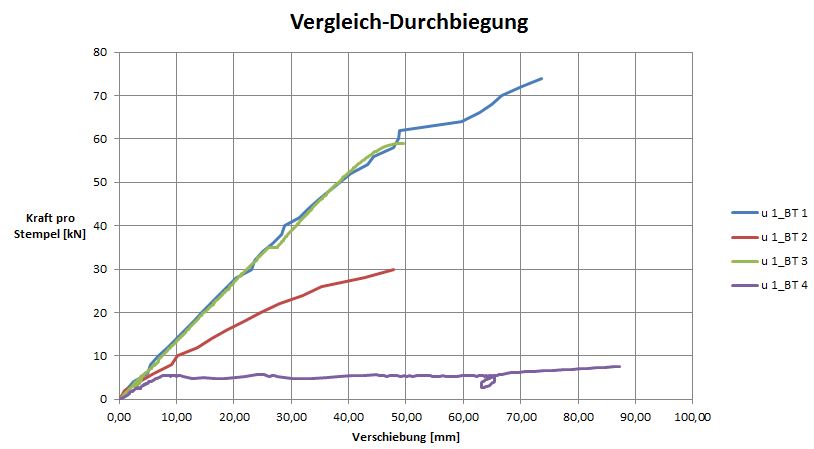 Vergleich-Durchbiegung
80
70
60
50
40
30
20
10
0
Kraft pro
Stempel [kN]
0,00 10,00 20,00 30,00 40,00 50,00 60,00 70,00 80,00 90,00 100,00
Verschiebung [mm]
u 1_BT 1
u 1_BT 2
u 1_BT 3
u 1_BT 4